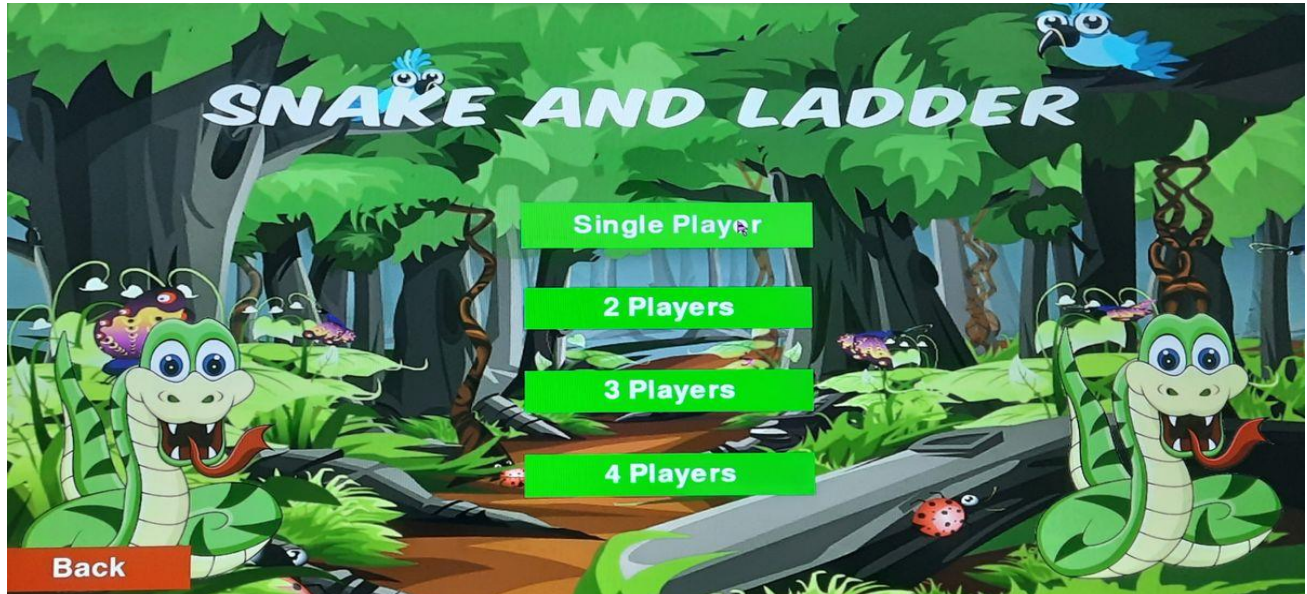 SNAKE AND LADDER
Single Player
2 Players
3 Players
4 Players
Back